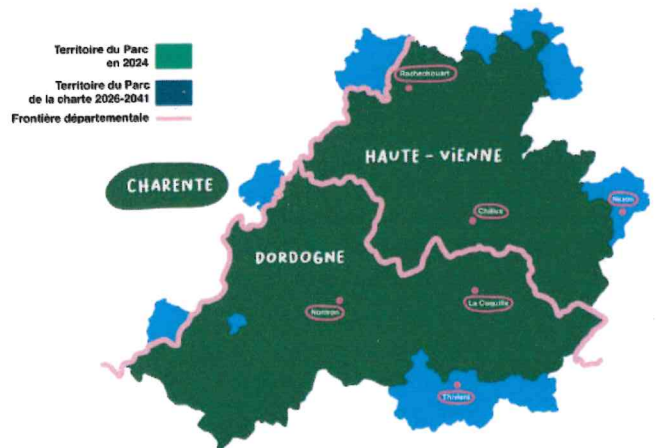 Territoire du Parc
en 2024
Territoire du Parc
de la charte 2026-2041
Frontière départementale
Rochechouart
HAUTE - ViENNE
CHARENTE
Nexon
Châlus
DORDOGNE
La Coquille
Nontron
Thiviers